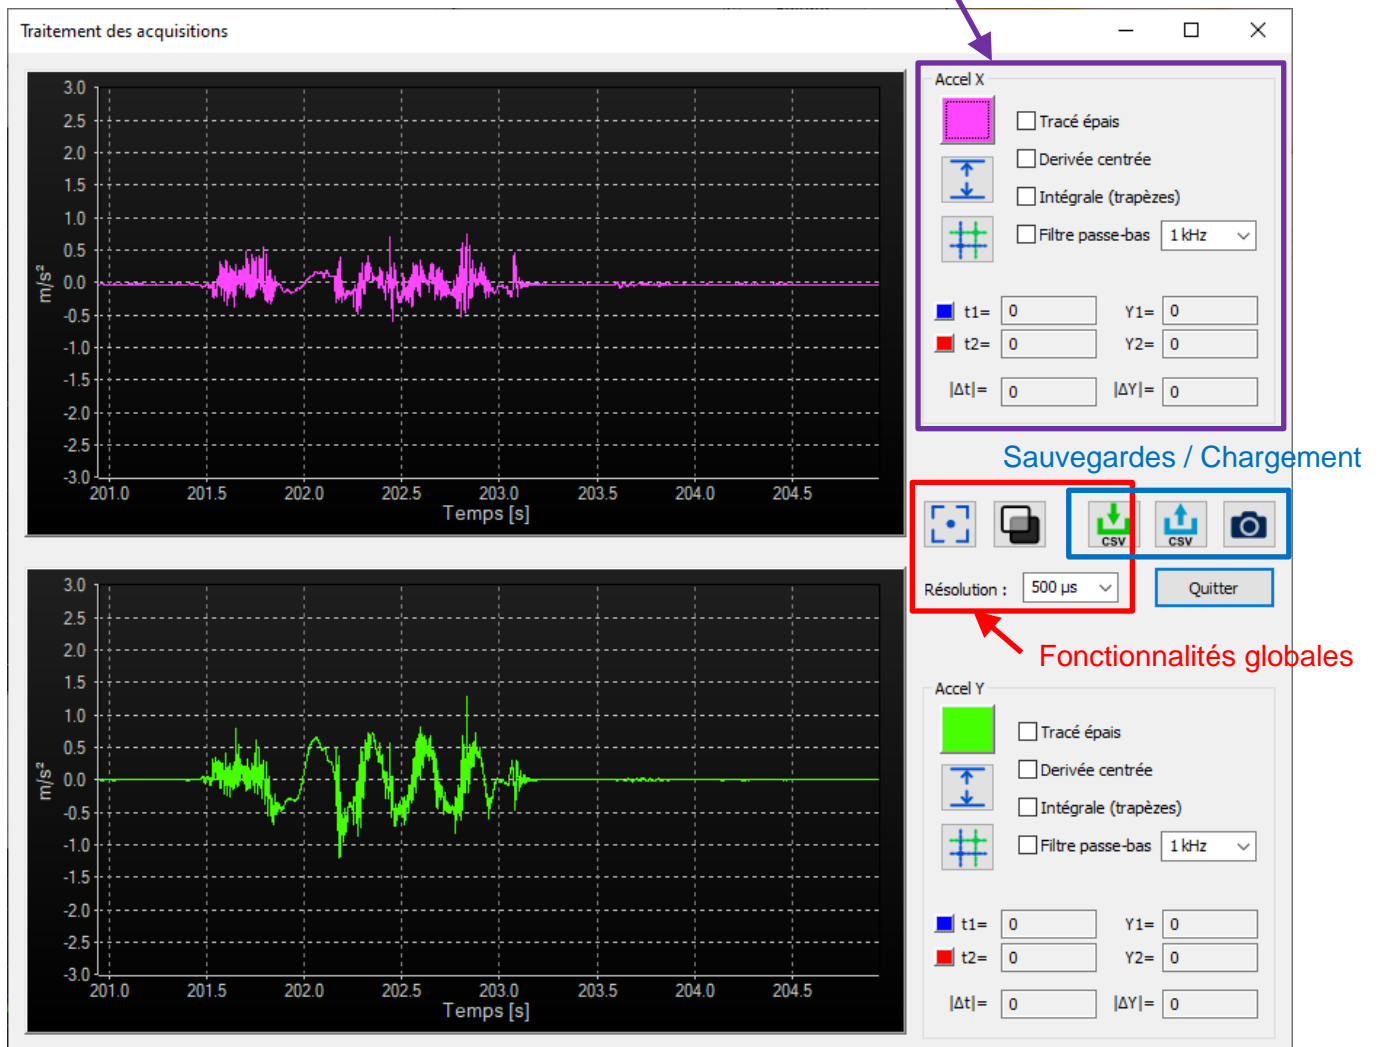 Traitement des acquisitions
3.0
2.5
2.0
1.5
1.0
0.5
0.0
-0.5
-1.0
-1.5
-2.0
-2.5
-3.0
m/s²
201.0 201.5 202.0 202.5 203.0 203.5 204.0 204.5
Temps [s]
Accel X
Tracé épais
Derivée centrée
Intégrale (trapèzes)
Filtre passe-bas 1 kHz
t1= 0 Y1= 0
t2= 0 Y2= 0
|Δt|= 0 |ΔY|= 0
Sauvegardes / Chargement
CSV CSV
Résolution : 500 µs Quitter
Fonctionnalités globales
3.0
2.5
2.0
1.5
1.0
0.5
0.0
-0.5
-1.0
-1.5
-2.0
-2.5
-3.0
m/s²
201.0 201.5 202.0 202.5 203.0 203.5 204.0 204.5
Temps [s]
Accel Y
Tracé épais
Derivée centrée
Intégrale (trapèzes)
Filtre passe-bas 1 kHz
t1= 0 Y1= 0
t2= 0 Y2= 0
|Δt|= 0 |ΔY|= 0